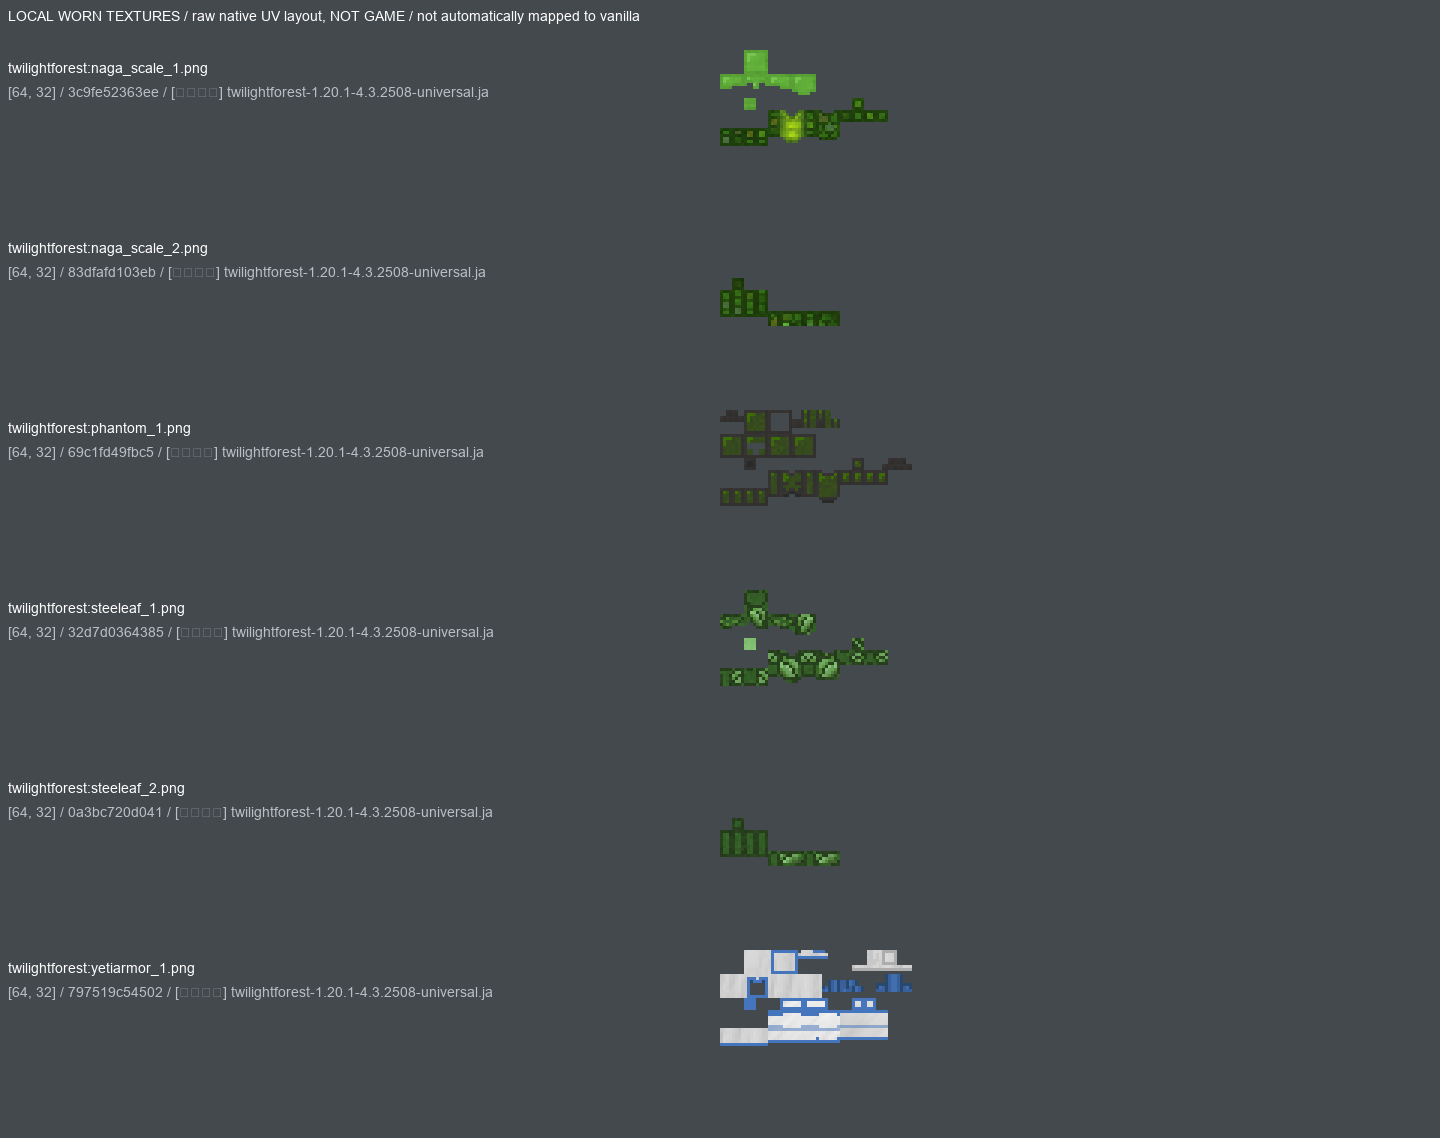 LOCAL WORN TEXTURES / raw native UV layout, NOT GAME / not automatically mapped to vanilla
twilightforest:naga_scale_1.png
[64, 32] / 3c9fe52363ee / [□□□□] twilightforest-1.20.1-4.3.2508-universal.ja
twilightforest:naga_scale_2.png
[64, 32] / 83dfafd103eb / [□□□□] twilightforest-1.20.1-4.3.2508-universal.ja
twilightforest:phantom_1.png
[64, 32] / 69c1fd49fbc5 / [□□□□] twilightforest-1.20.1-4.3.2508-universal.ja
twilightforest:steeleaf_1.png
[64, 32] / 32d7d0364385 / [□□□□] twilightforest-1.20.1-4.3.2508-universal.ja
twilightforest:steeleaf_2.png
[64, 32] / 0a3bc720d041 / [□□□□] twilightforest-1.20.1-4.3.2508-universal.ja
twilightforest:yetiarmor_1.png
[64, 32] / 797519c54502 / [□□□□] twilightforest-1.20.1-4.3.2508-universal.ja